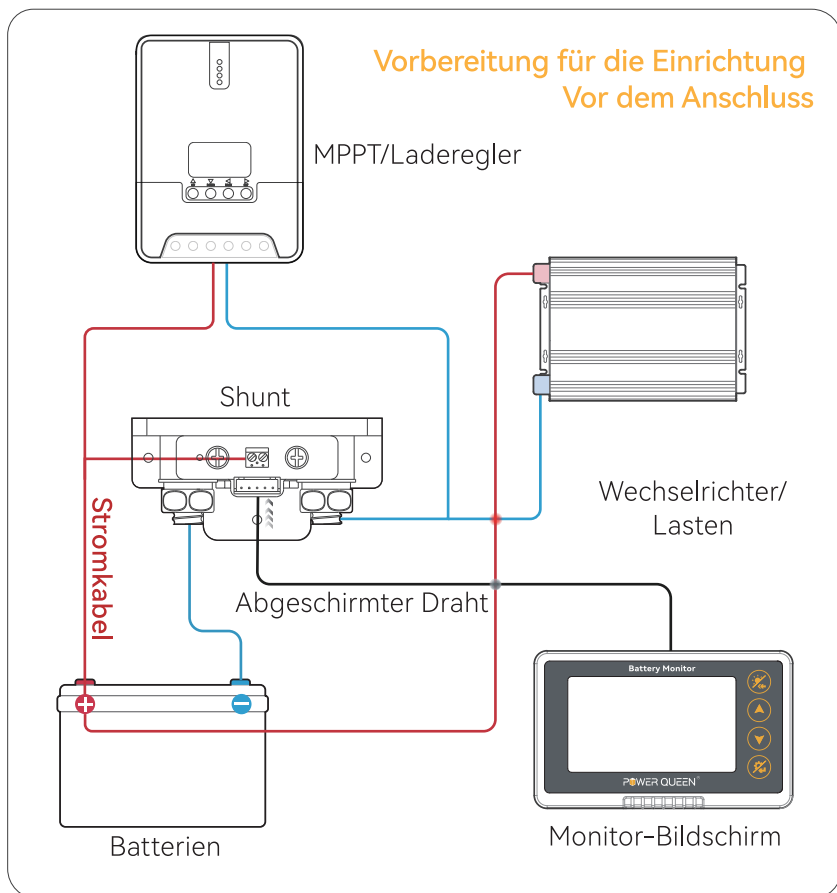 Vorbereitung für die Einrichtung
Vor dem Anschluss
MPPT/Laderegler
Shunt
Wechselrichter/
Lasten
Stromkabel
Abgeschirmter Draht
Battery Monitor
POWER QUEEN
Batterien
Monitor-Bildschirm